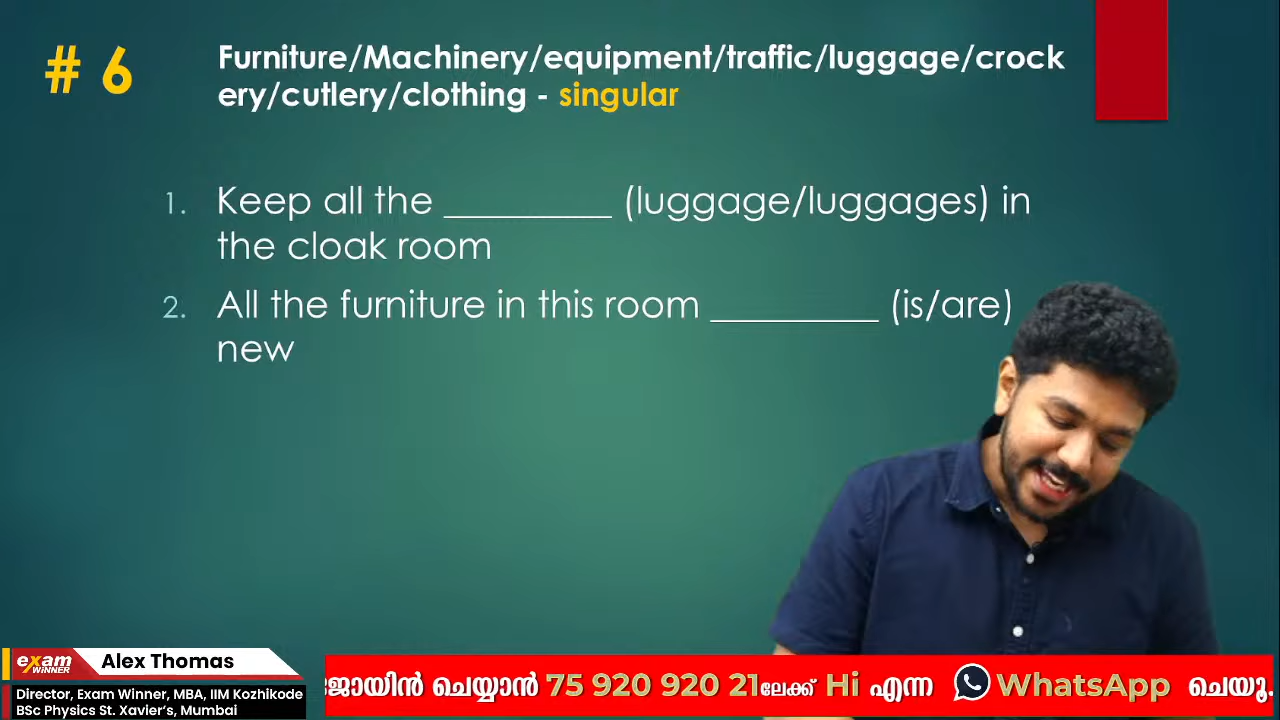 # 6
Furniture/Machinery/equipment/traffic/luggage/crock
ery/cutlery/clothing - singular
1. Keep all the _________ (luggage/luggages) in
the cloak room
2. All the furniture in this room _________ (is/are)
new
exam
WINNER
Alex Thomas
Director, Exam Winner, MBA, IIM Kozhikode
BSc Physics St. Xavier's, Mumbai
ജോയിൻ ചെയ്യാൻ 75 920 920 21ലേക്ക് Hi എന്ന WhatsApp ചെയൂ.